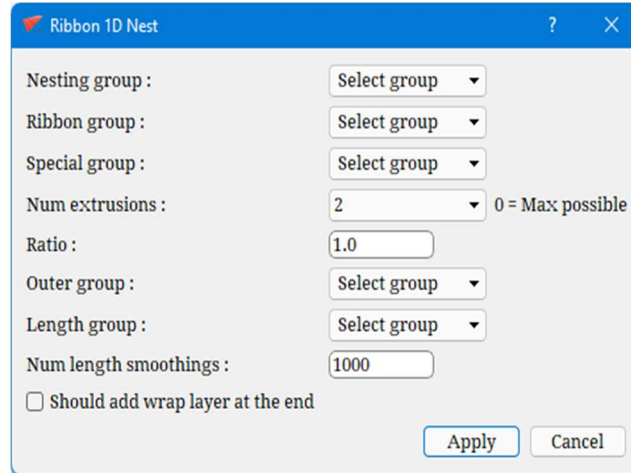 Ribbon 1D Nest ? X
Nesting group : Select group
Ribbon group : Select group
Special group : Select group
Num extrusions : 2 0 = Max possible
Ratio : 1.0
Outer group : Select group
Length group : Select group
Num length smoothings : 1000
Should add wrap layer at the end
Apply Cancel